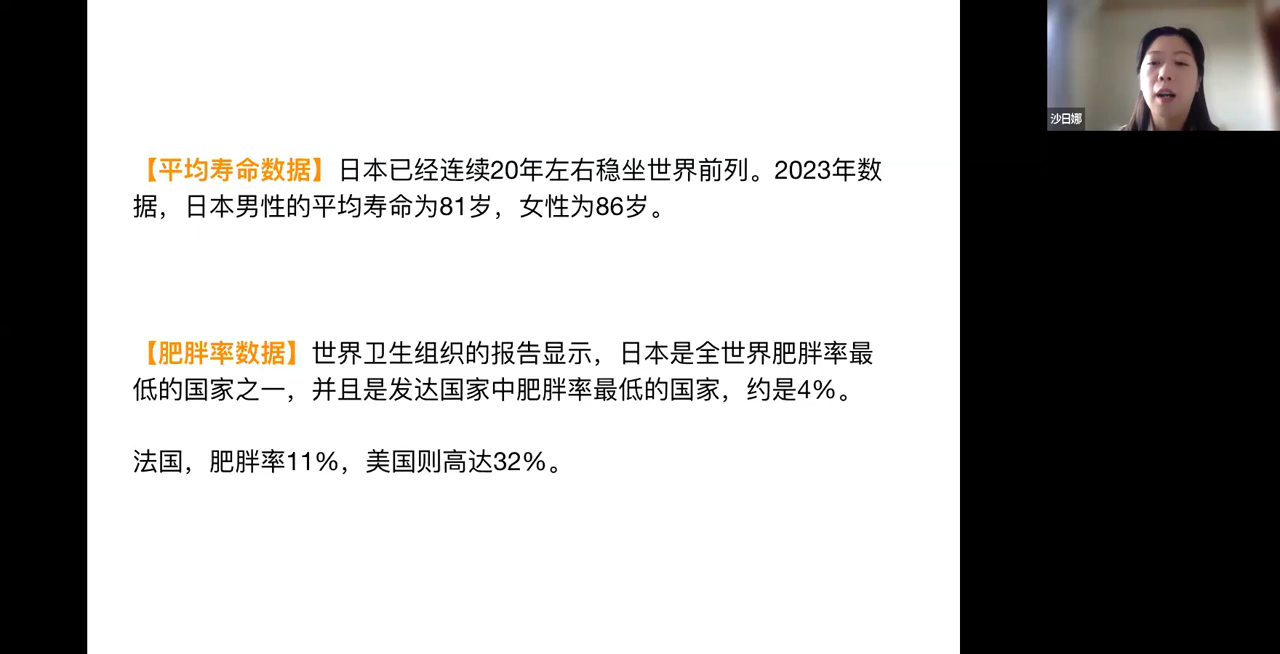 【平均寿命数据】日本已经连续20年左右稳坐世界前列。2023年数
据，日本男性的平均寿命为81岁，女性为86岁。
【肥胖率数据】世界卫生组织的报告显示，日本是全世界肥胖率最
低的国家之一，并且是发达国家中肥胖率最低的国家，约是4%。
法国，肥胖率11%，美国则高达32%。
沙日娜